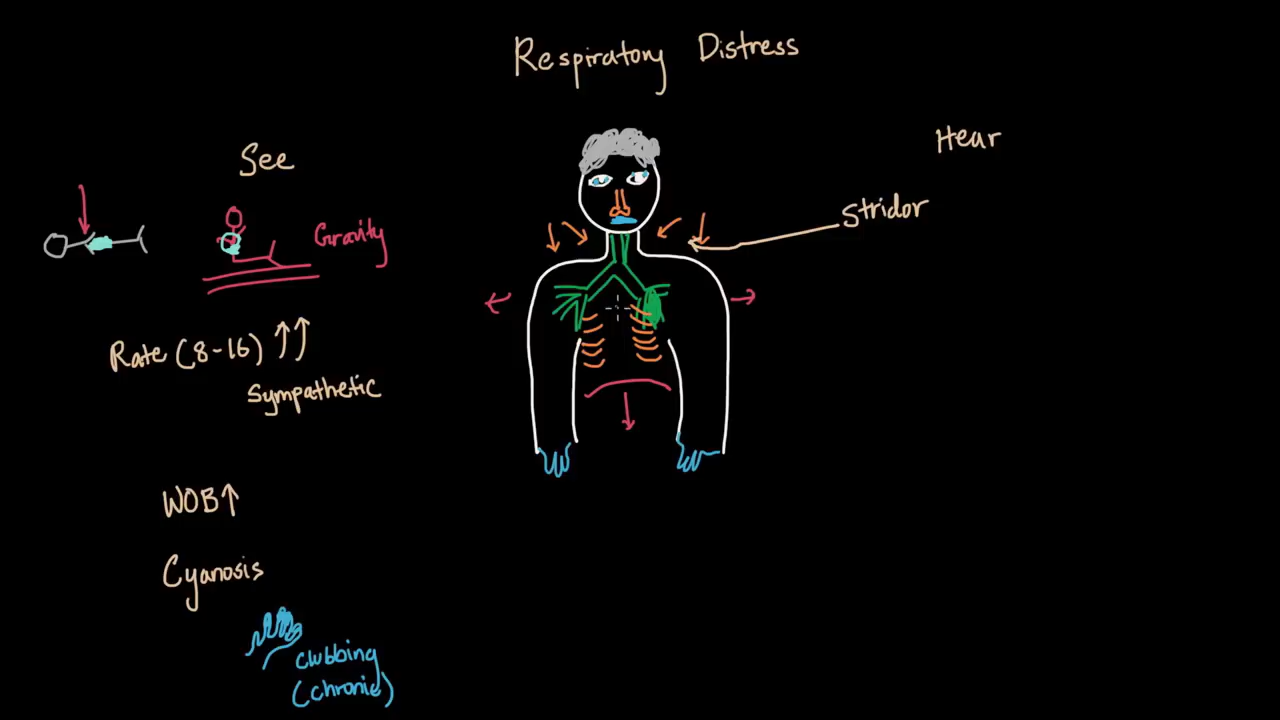 Respiratory Distress
See
Gravity
Rate (8-16) ↑↑
Sympathetic
WOB↑
Cyanosis
clubbing
(chronic)
Hear
Stridor